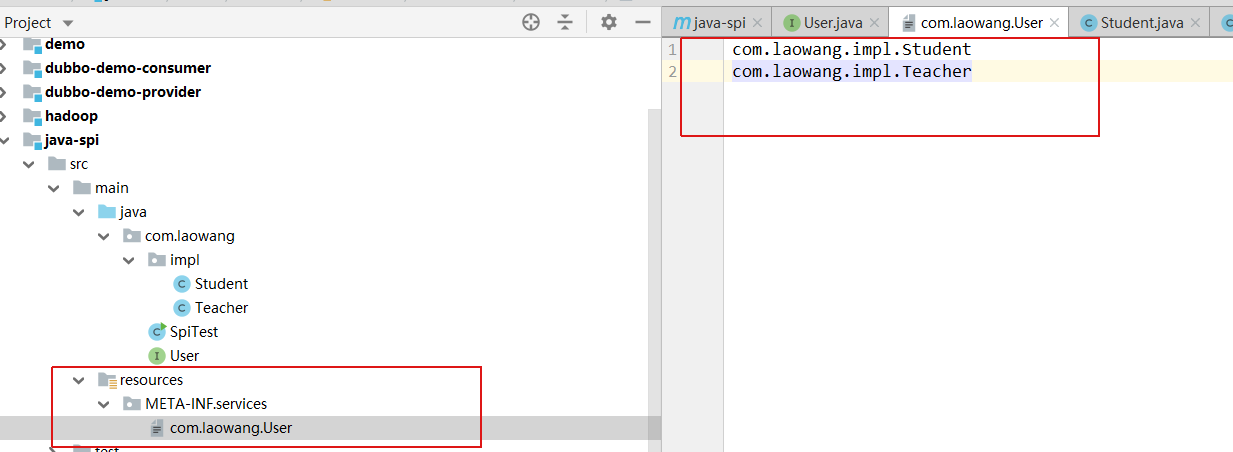 Project
demo
dubbo-demo-consumer
dubbo-demo-provider
hadoop
java-spi
src
main
java
com.laowang
impl
C Student
C Teacher
C SpiTest
I User
resources
META-INF.services
com.laowang.User
test
m java-spi
I User.java
com.laowang.User
C Student.java
C
1 com.laowang.impl.Student
2 com.laowang.impl.Teacher